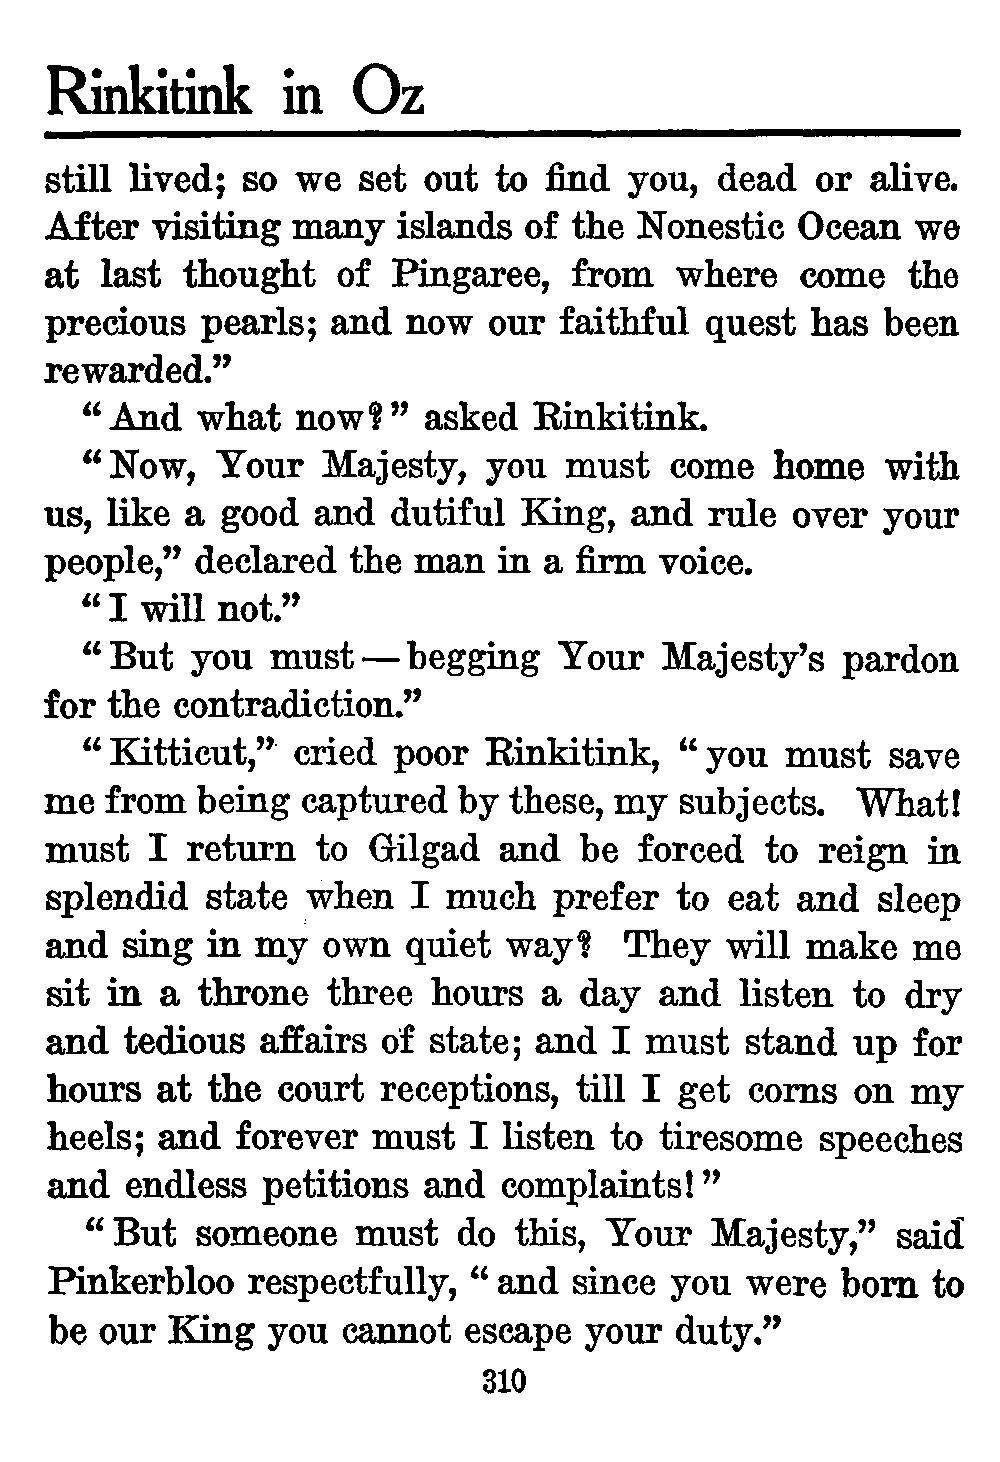 Rinkitink in Oz
still lived; so we set out to find you, dead or alive.
After visiting many islands of the Nonestic Ocean we
at last thought of Pingaree, from where come the
precious pearls; and now our faithful quest has been
rewarded.”
“And what now?” asked Rinkitink.
“Now, Your Majesty, you must come home with
us, like a good and dutiful King, and rule over your
people,” declared the man in a firm voice.
“I will not.”
“But you must—begging Your Majesty’s pardon
for the contradiction.”
“Kitticut,” cried poor Rinkitink, “you must save
me from being captured by these, my subjects. What!
must I return to Gilgad and be forced to reign in
splendid state when I much prefer to eat and sleep
and sing in my own quiet way? They will make me
sit in a throne three hours a day and listen to dry
and tedious affairs of state; and I must stand up for
hours at the court receptions, till I get corns on my
heels; and forever must I listen to tiresome speeches
and endless petitions and complaints!”
“But someone must do this, Your Majesty,” said
Pinkerbloo respectfully, “and since you were born to
be our King you cannot escape your duty.”
310